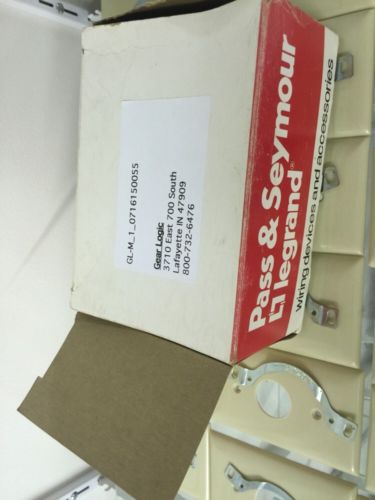 GL-M_1_0716150055
Gear Logic
3710 East 700 South
Lafayette IN 47909
800-732-6476
Pass & Seymour
legrand®
wiring devices and accessories